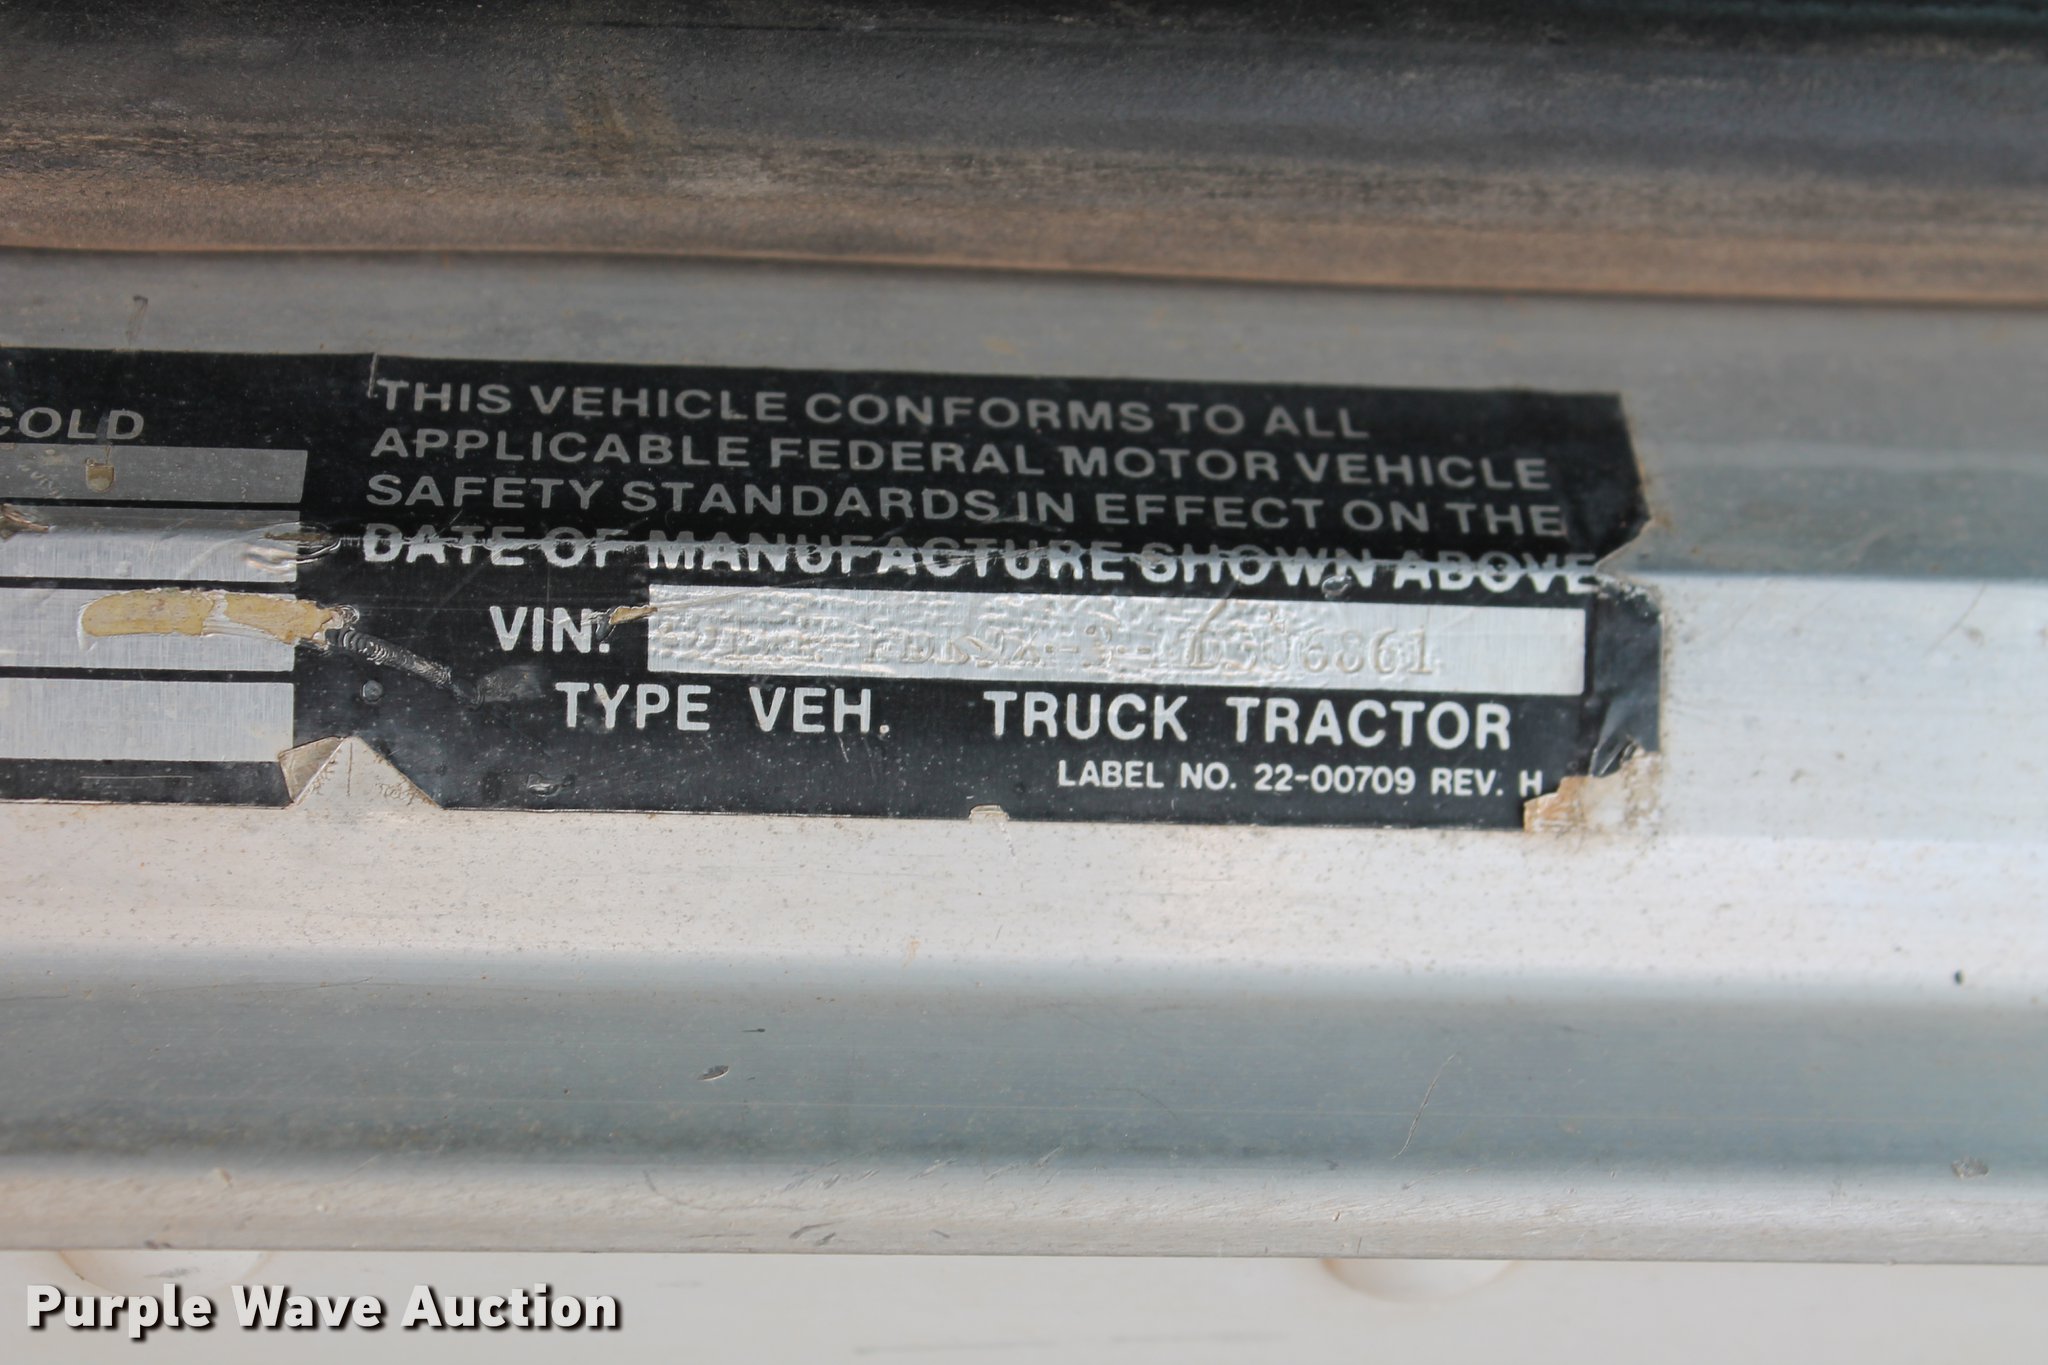 COLD
THIS VEHICLE CONFORMS TO ALL
APPLICABLE FEDERAL MOTOR VEHICLE
SAFETY STANDARDS IN EFFECT ON THE
DATE OF MANUFACTURE SHOWN ABOVE
VIN:
TYPE VEH. TRUCK TRACTOR
LABEL NO. 22-00709 REV. H
Purple Wave Auction